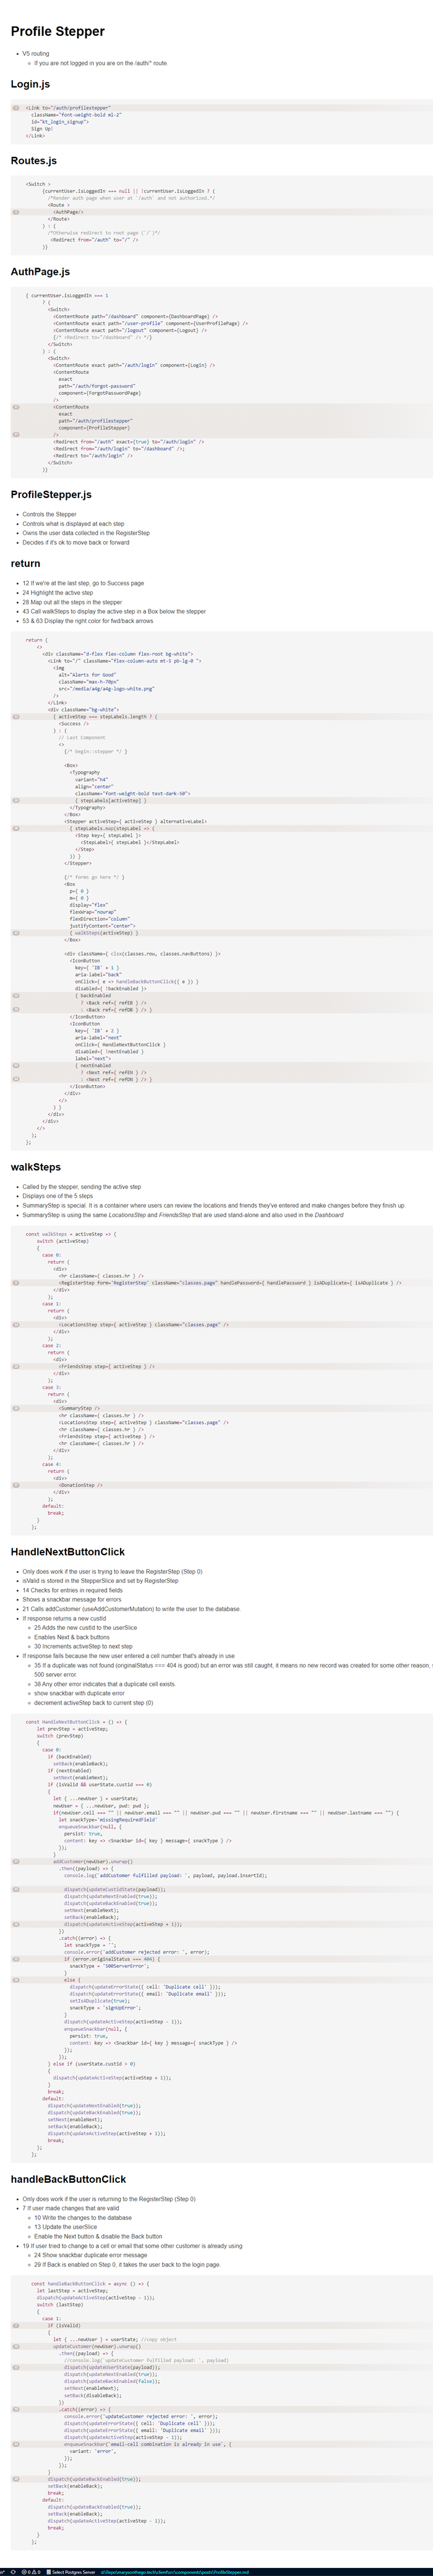 Profile Stepper
V5 routing
If you are not logged in you are on the /auth/* route.
Login.js
<Link to="/auth/profilestepper"
className="font-weight-bold ml-2"
id="kt_login_signup">
Sign Up!
</Link>
Routes.js
<Switch >
{currentUser.isLoggedIn === null || !currentUser.isLoggedIn ? (
/*Render auth page when user at `/auth` and not authorized.*/
<Route >
<AuthPage/>
</Route>
) : (
/*Otherwise redirect to root page (`/`)*/
<Redirect from="/auth" to="/" />
)}
AuthPage.js
{ currentUser.isLoggedIn === 1
? (
<Switch>
<ContentRoute path="/dashboard" component={DashboardPage} />
<ContentRoute exact path="/user-profile" component={UserProfilePage} />
<ContentRoute exact path="/logout" component={Logout} />
{/* <Redirect to="/dashboard" /> */}
</Switch>
) : (
<Switch>
<ContentRoute exact path="/auth/login" component={Login} />
<ContentRoute
exact
path="/auth/forgot-password"
component={ForgotPasswordPage}
/>
<ContentRoute
exact
path="/auth/profilestepper"
component={ProfileStepper}
/>
<Redirect from="/auth" exact={true} to="/auth/login" />
<Redirect from="/auth/login" to="/dashboard" />;
<Redirect to="/auth/login" />
</Switch>
)}
ProfileStepper.js
Controls the Stepper
Controls what is displayed at each step
Owns the user data collected in the RegisterStep
Decides if it's ok to move back or forward
return
12 If we're at the last step, go to Success page
24 Highlight the active step
28 Map out all the steps in the stepper
43 Call walkSteps to display the active step in a Box below the stepper
53 & 63 Display the right color for fwd/back arrows
return (
<>
<div className="d-flex flex-column flex-root bg-white">
<Link to="/" className="flex-column-auto mt-5 pb-lg-0 ">
<img
alt="Alerts for Good"
className="max-h-70px"
src="/media/a4g/a4g-logo-white.png"
/>
</Link>
<div className="bg-white">
{ activeStep === stepLabels.length ? (
<Success />
) : (
// Last Component
<>
{/* begin::stepper */ }
<Box>
<Typography
variant="h4"
align="center"
className="font-weight-bold text-dark-50">
{ stepLabels[activeStep] }
</Typography>
</Box>
<Stepper activeStep={ activeStep } alternativeLabel>
{ stepLabels.map(stepLabel => (
<Step key={ stepLabel }>
<StepLabel>{ stepLabel }</StepLabel>
</Step>
)) }
</Stepper>
{/* forms go here */ }
<Box
p={ 0 }
m={ 0 }
display="flex"
flexWrap="nowrap"
flexDirection="column"
justifyContent="center">
{ walkSteps(activeStep) }
</Box>
<div className={ clsx(classes.row, classes.navButtons) }>
<IconButton
key={ 'IB' + 1 }
aria-label="back"
onClick={ e => handleBackButtonClick({ e }) }
disabled={ !backEnabled }>
{ backEnabled
? <Back ref={ refEB } />
: <Back ref={ refDB } /> }
</IconButton>
<IconButton
key={ 'IB' + 2 }
aria-label="next"
onClick={ HandleNextButtonClick }
disabled={ !nextEnabled }
label="next">
{ nextEnabled
? <Next ref={ refEN } />
: <Next ref={ refDN } /> }
</IconButton>
</div>
</>
) }
</div>
</div>
</>
);
};
walkSteps
Called by the stepper, sending the active step
Displays one of the 5 steps
SummaryStep is special. It is a container where users can review the locations and friends they've entered and make changes before they finish up.
SummaryStep is using the same LocationsStep and FriendsStep that are used stand-alone and also used in the Dashboard
const walkSteps = activeStep => {
switch (activeStep)
{
case 0:
return (
<div>
<hr className={ classes.hr } />
<RegisterStep form='RegisterStep' className="classes.page" handlePassword={ handlePassword } isADuplicate={ isADuplicate } />
</div>
);
case 1:
return (
<div>
<LocationsStep step={ activeStep } className="classes.page" />
</div>
);
case 2:
return (
<div>
<FriendsStep step={ activeStep } />
</div>
);
case 3:
return (
<div>
<SummaryStep />
<hr className={ classes.hr } />
<LocationsStep step={ activeStep } className="classes.page" />
<hr className={ classes.hr } />
<FriendsStep step={ activeStep } />
<hr className={ classes.hr } />
</div>
);
case 4:
return (
<div>
<DonationStep />
</div>
);
default:
break;
}
};
HandleNextButtonClick
Only does work if the user is trying to leave the RegisterStep (Step 0)
isValid is stored in the StepperSlice and set by RegisterStep
14 Checks for entries in required fields
Shows a snackbar message for errors
21 Calls addCustomer (useAddCustomerMutation) to write the user to the database.
If response returns a new custid
25 Adds the new custid to the userSlice
Enables Next & back buttons
30 Increments activeStep to next step
If response fails because the new user entered a cell number that's already in use
35 If a duplicate was not found (originalStatus === 404 is good) but an error was still caught, it means no new record was created for some other reason,
500 server error.
38 Any other error indicates that a duplicate cell exists.
show snackbar with duplicate error
decrement activeStep back to current step (0)
const HandleNextButtonClick = () => {
let prevStep = activeStep;
switch (prevStep)
{
case 0:
if (backEnabled)
setBack(enableBack);
if (nextEnabled)
setNext(enableNext);
if (isValid && userState.custid === 0)
{
let { ...newUser } = userState;
newUser = { ...newUser, pwd: pwd };
if(newUser.cell === "" || newUser.email === "" || newUser.pwd === "" || newUser.firstname === "" || newUser.lastname === "") {
let snackType='missingRequiredField'
enqueueSnackbar(null, {
persist: true,
content: key => <Snackbar id={ key } message={ snackType } />
});
}
addCustomer(newUser).unwrap()
.then((payload) => {
console.log(`addCustomer fulfilled payload: `, payload, payload.insertId);
dispatch(updateCustidState(payload));
dispatch(updateNextEnabled(true));
dispatch(updateBackEnabled(true));
setNext(enableNext);
setBack(enableBack);
dispatch(updateActiveStep(activeStep + 1));
})
.catch((error) => {
let snackType = '';
console.error('addCustomer rejected error: ', error);
if (error.originalStatus === 404) {
snackType = '500ServerError';
}
else {
dispatch(updateErrorState({ cell: 'Duplicate cell' }));
dispatch(updateErrorState({ email: 'Duplicate email' }));
setIsADuplicate(true);
snackType = 'signUpError';
}
dispatch(updateActiveStep(activeStep - 1));
enqueueSnackbar(null, {
persist: true,
content: key => <Snackbar id={ key } message={ snackType } />
});
});
} else if (userState.custid > 0)
{
dispatch(updateActiveStep(activeStep + 1));
}
break;
default:
dispatch(updateNextEnabled(true));
dispatch(updateBackEnabled(true));
setNext(enableNext);
setBack(enableBack);
dispatch(updateActiveStep(activeStep + 1));
break;
};
};
handleBackButtonClick
Only does work if the user is returning to the RegisterStep (Step 0)
7 If user made changes that are valid
10 Write the changes to the database
13 Update the userSlice
Enable the Next button & disable the Back button
19 If user tried to change to a cell or email that some other customer is already using
24 Show snackbar duplicate error message
29 If Back is enabled on Step 0, it takes the user back to the login page.
const handleBackButtonClick = async () => {
let lastStep = activeStep;
dispatch(updateActiveStep(activeStep - 1));
switch (lastStep)
{
case 1:
if (isValid)
{
let { ...newUser } = userState; //copy object
updateCustomer(newUser).unwrap()
.then((payload) => {
//console.log(`updateCustomer fulfilled payload: `, payload)
dispatch(updateUserState(payload));
dispatch(updateNextEnabled(true));
dispatch(updateBackEnabled(false));
setNext(enableNext);
setBack(disableBack);
})
.catch((error) => {
console.error('updateCustomer rejected error: ', error);
dispatch(updateErrorState({ cell: 'Duplicate cell' }));
dispatch(updateErrorState({ email: 'Duplicate email' }));
dispatch(updateActiveStep(activeStep - 1));
enqueueSnackbar('email-cell combination is already in use', {
variant: 'error',
});
});
}
dispatch(updateBackEnabled(true));
setBack(enableBack);
break;
default:
dispatch(updateBackEnabled(true));
setBack(enableBack);
dispatch(updateActiveStep(activeStep - 1));
break;
}
};
0 0 Select Postgres Server